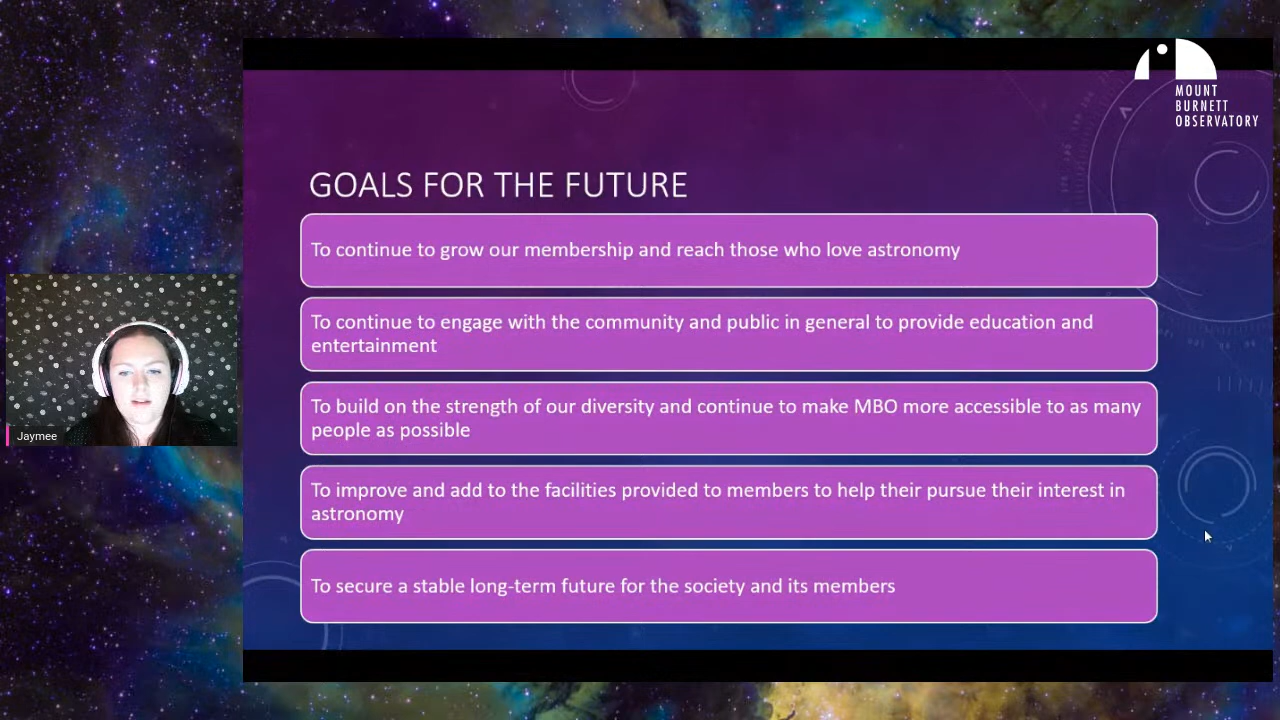 MOUNT
BURNETT
OBSERVATORY
GOALS FOR THE FUTURE
To continue to grow our membership and reach those who love astronomy
To continue to engage with the community and public in general to provide education and
entertainment
To build on the strength of our diversity and continue to make MBO more accessible to as many
people as possible
To improve and add to the facilities provided to members to help their pursue their interest in
astronomy
To secure a stable long-term future for the society and its members
Jaymee